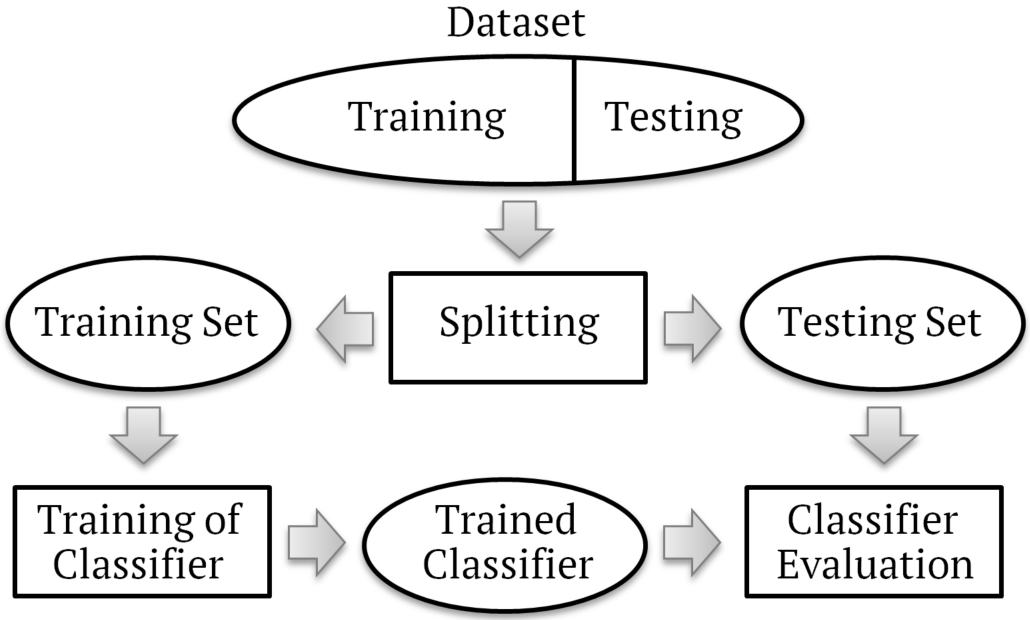 Dataset
Training Testing
Training Set Splitting Testing Set
Training of Trained Classifier
Classifier Classifier Evaluation